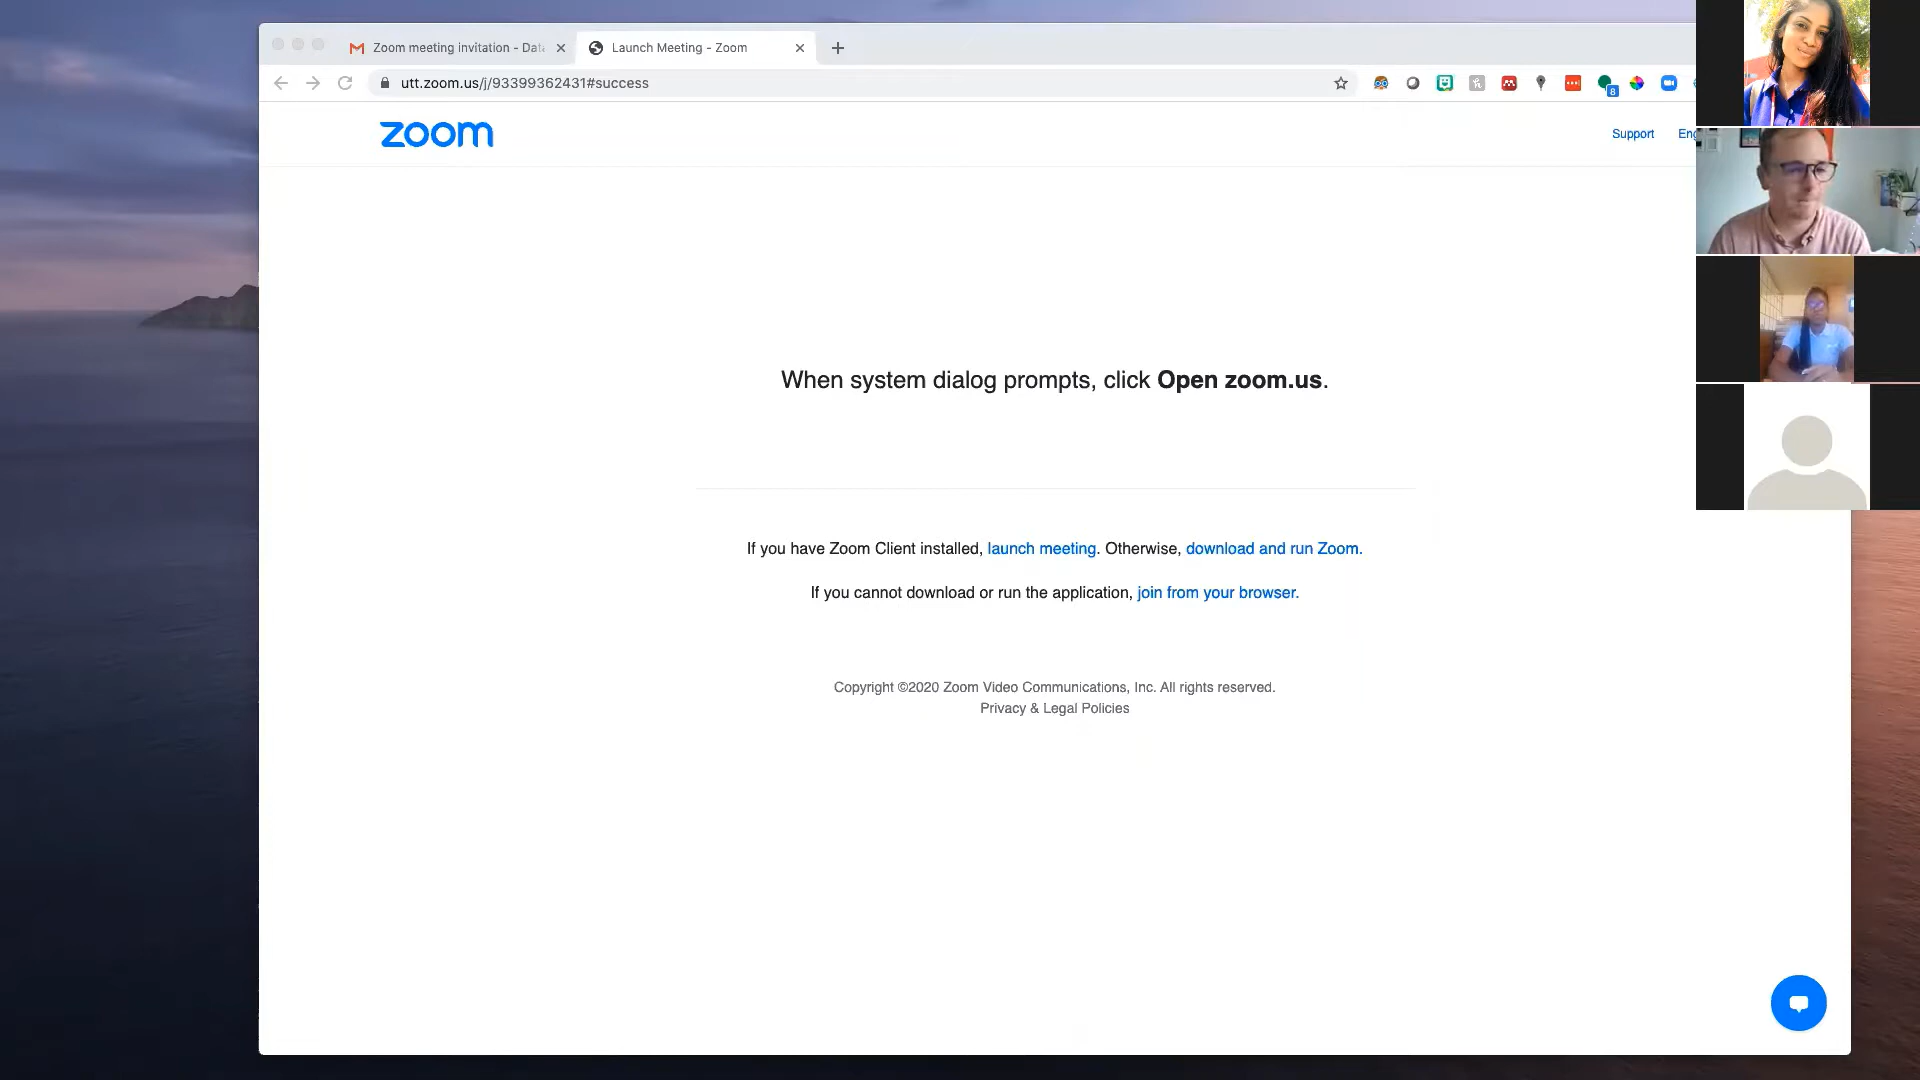 Zoom meeting invitation - Dat
Launch Meeting - Zoom
utt.zoom.us/j/93399362431#success
8
zoom
Support
Eng
When system dialog prompts, click Open zoom.us.
If you have Zoom Client installed, launch meeting. Otherwise, download and run Zoom.
If you cannot download or run the application, join from your browser.
Copyright ©2020 Zoom Video Communications, Inc. All rights reserved.
Privacy & Legal Policies